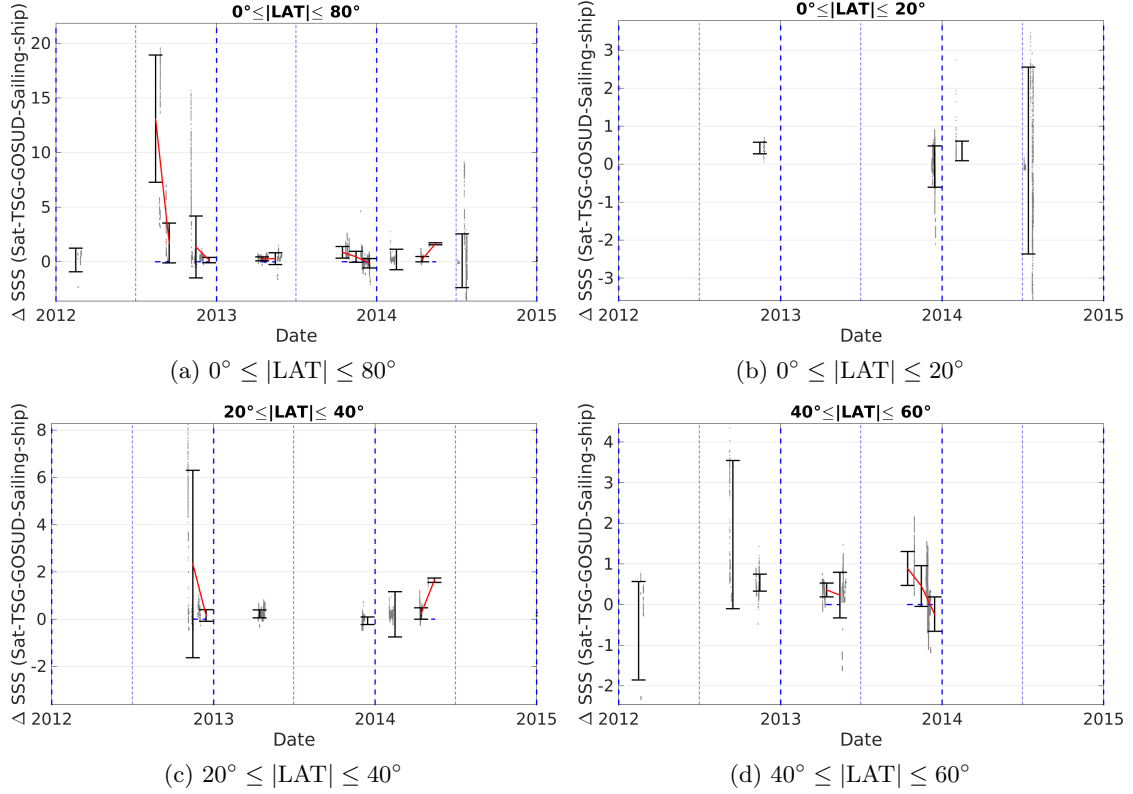 0°≤|LAT|≤ 80°
Δ SSS (Sat-TSG-GOSUD-Sailing-ship)
20
15
10
5
0
2012
2013
2014
2015
Date
(a) 0° ≤ |LAT| ≤ 80°
0°≤|LAT|≤ 20°
Δ SSS (Sat-TSG-GOSUD-Sailing-ship)
3
2
1
0
-1
-2
-3
2012
2013
2014
2015
Date
(b) 0° ≤ |LAT| ≤ 20°
20°≤|LAT|≤ 40°
Δ SSS (Sat-TSG-GOSUD-Sailing-ship)
8
6
4
2
0
-2
2012
2013
2014
2015
Date
(c) 20° ≤ |LAT| ≤ 40°
40°≤|LAT|≤ 60°
Δ SSS (Sat-TSG-GOSUD-Sailing-ship)
4
3
2
1
0
-1
-2
2012
2013
2014
2015
Date
(d) 40° ≤ |LAT| ≤ 60°